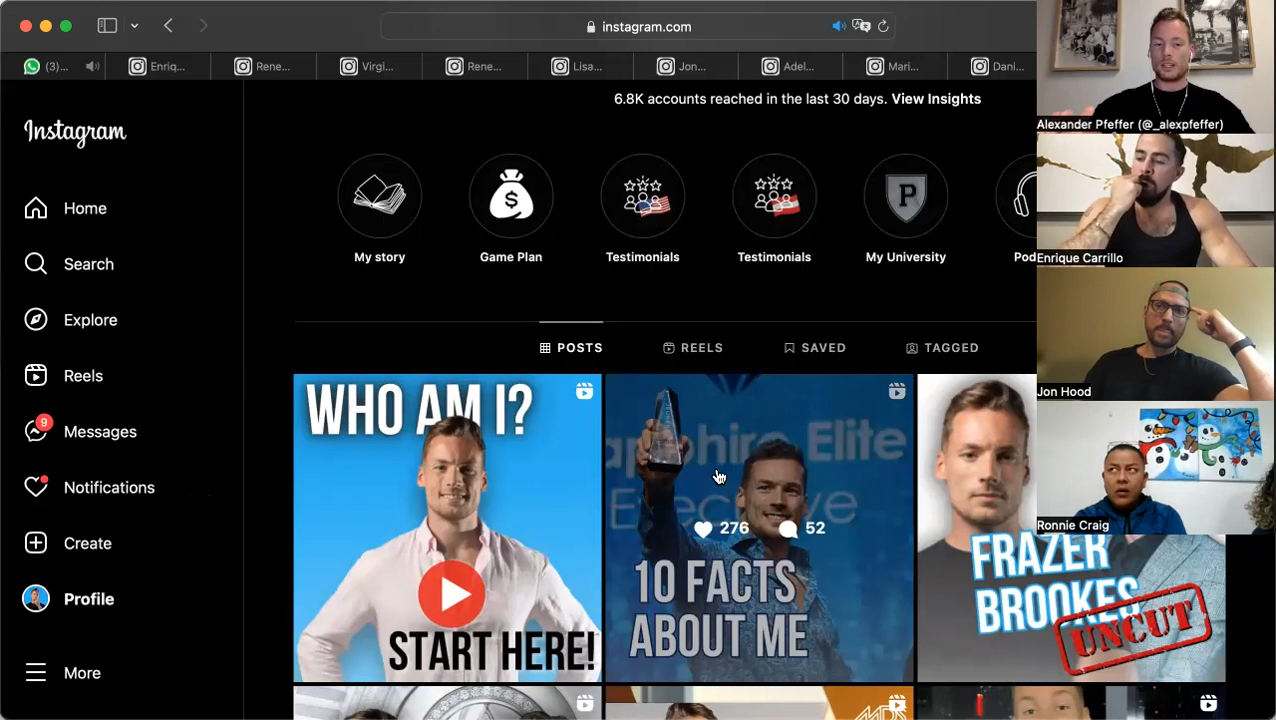 instagram.com
(3)...
Enriq...
Rene...
Virgi...
Rene...
Lisa...
Jon...
Adel...
Mari...
Dani...
Instagram
Home
Search
Explore
Reels
9
Messages
Notifications
Create
Profile
More
6.8K accounts reached in the last 30 days. View Insights
$
P
My story
Game Plan
Testimonials
Testimonials
My University
Pod
POSTS
REELS
SAVED
TAGGED
WHO AM I?
START HERE!
Sapphire Elite
Executive
276
52
10 FACTS
ABOUT ME
FRAZER
BROOKES
UNCUT
Alexander Pfeffer (@_alexpfeffer)
Enrique Carrillo
Jon Hood
Ronnie Craig